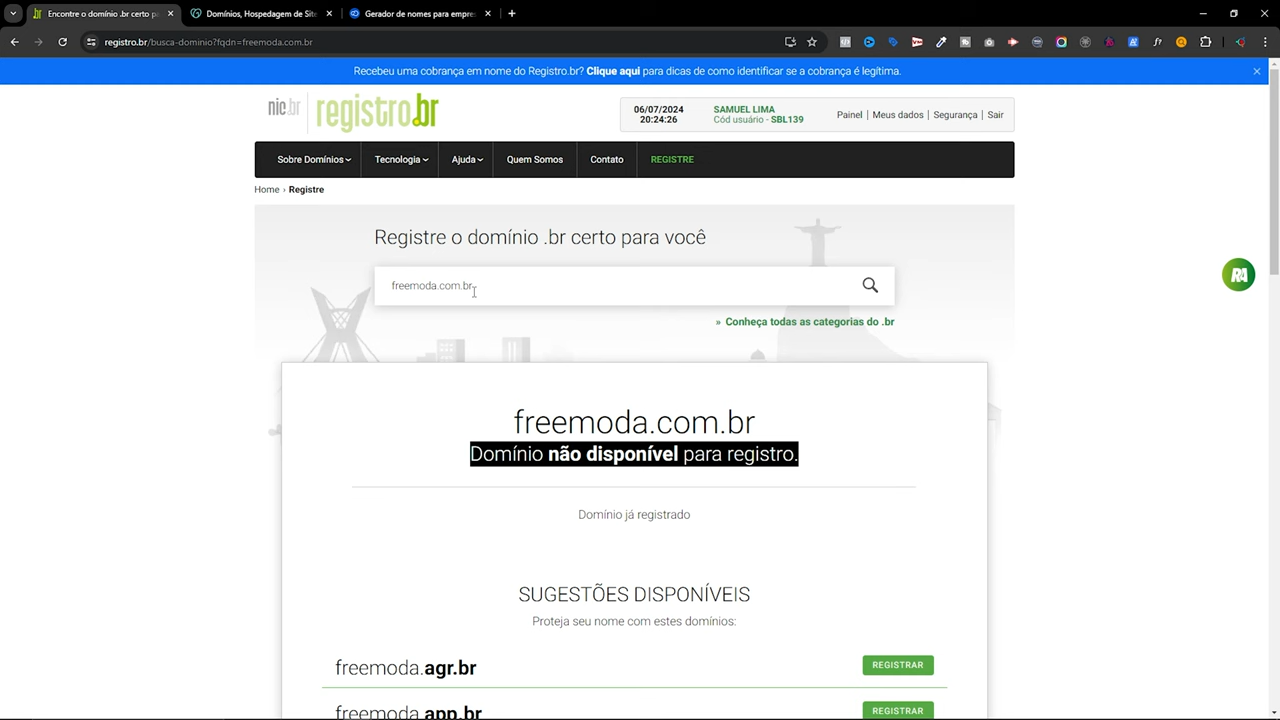 Encontre o domínio .br certo pa
Domínios, Hospedagem de Site
Gerador de nomes para empre
registro.br/busca-dominio?fqdn=freemoda.com.br
Recebeu uma cobrança em nome do Registro.br? Clique aqui para dicas de como identificar se a cobrança é legítima.
nic.br registro.br
06/07/2024
20:24:26
SAMUEL LIMA
Cód usuário - SBL139
Painel | Meus dados | Segurança | Sair
Sobre Domínios Tecnologia Ajuda Quem Somos Contato REGISTRE
Home › Registre
Registre o domínio .br certo para você
freemoda.com.br
» Conheça todas as categorias do .br
RA
freemoda.com.br
Domínio não disponível para registro.
Domínio já registrado
SUGESTÕES DISPONÍVEIS
Proteja seu nome com estes domínios:
freemoda.agr.br REGISTRAR
freemoda.app.br REGISTRAR